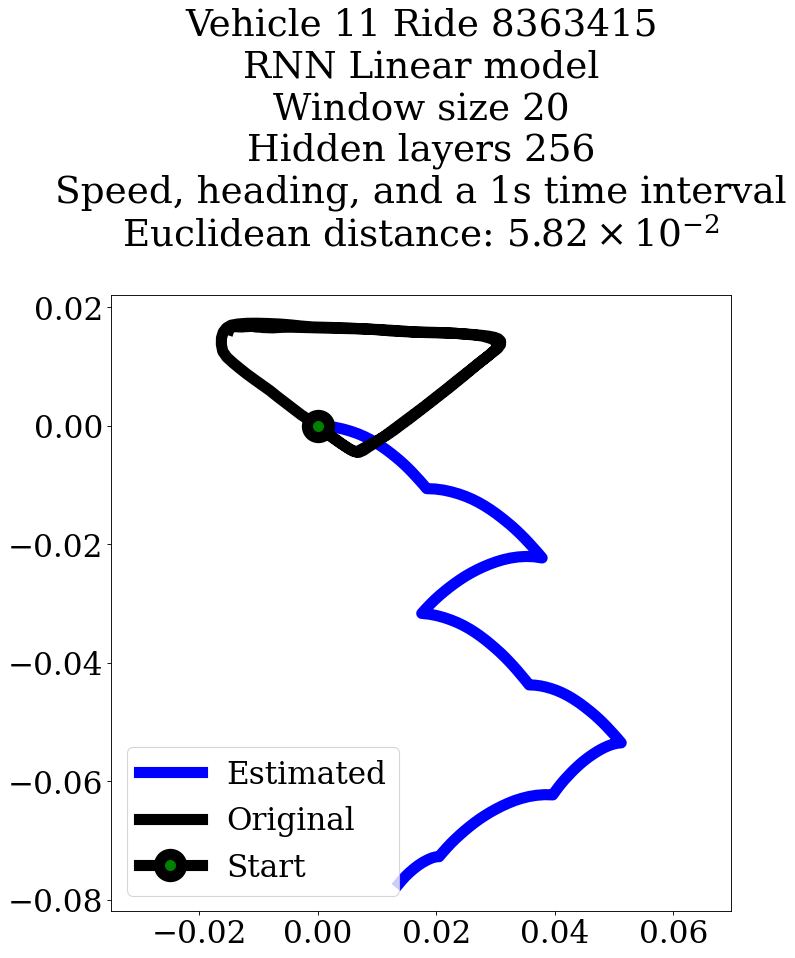 Vehicle 11 Ride 8363415
RNN Linear model
Window size 20
Hidden layers 256
Speed, heading, and a 1s time interval
Euclidean distance: 5.82 × 10⁻²
0.02
0.00
−0.02
−0.04
−0.06
−0.08
Estimated
Original
Start
−0.02 0.00 0.02 0.04 0.06